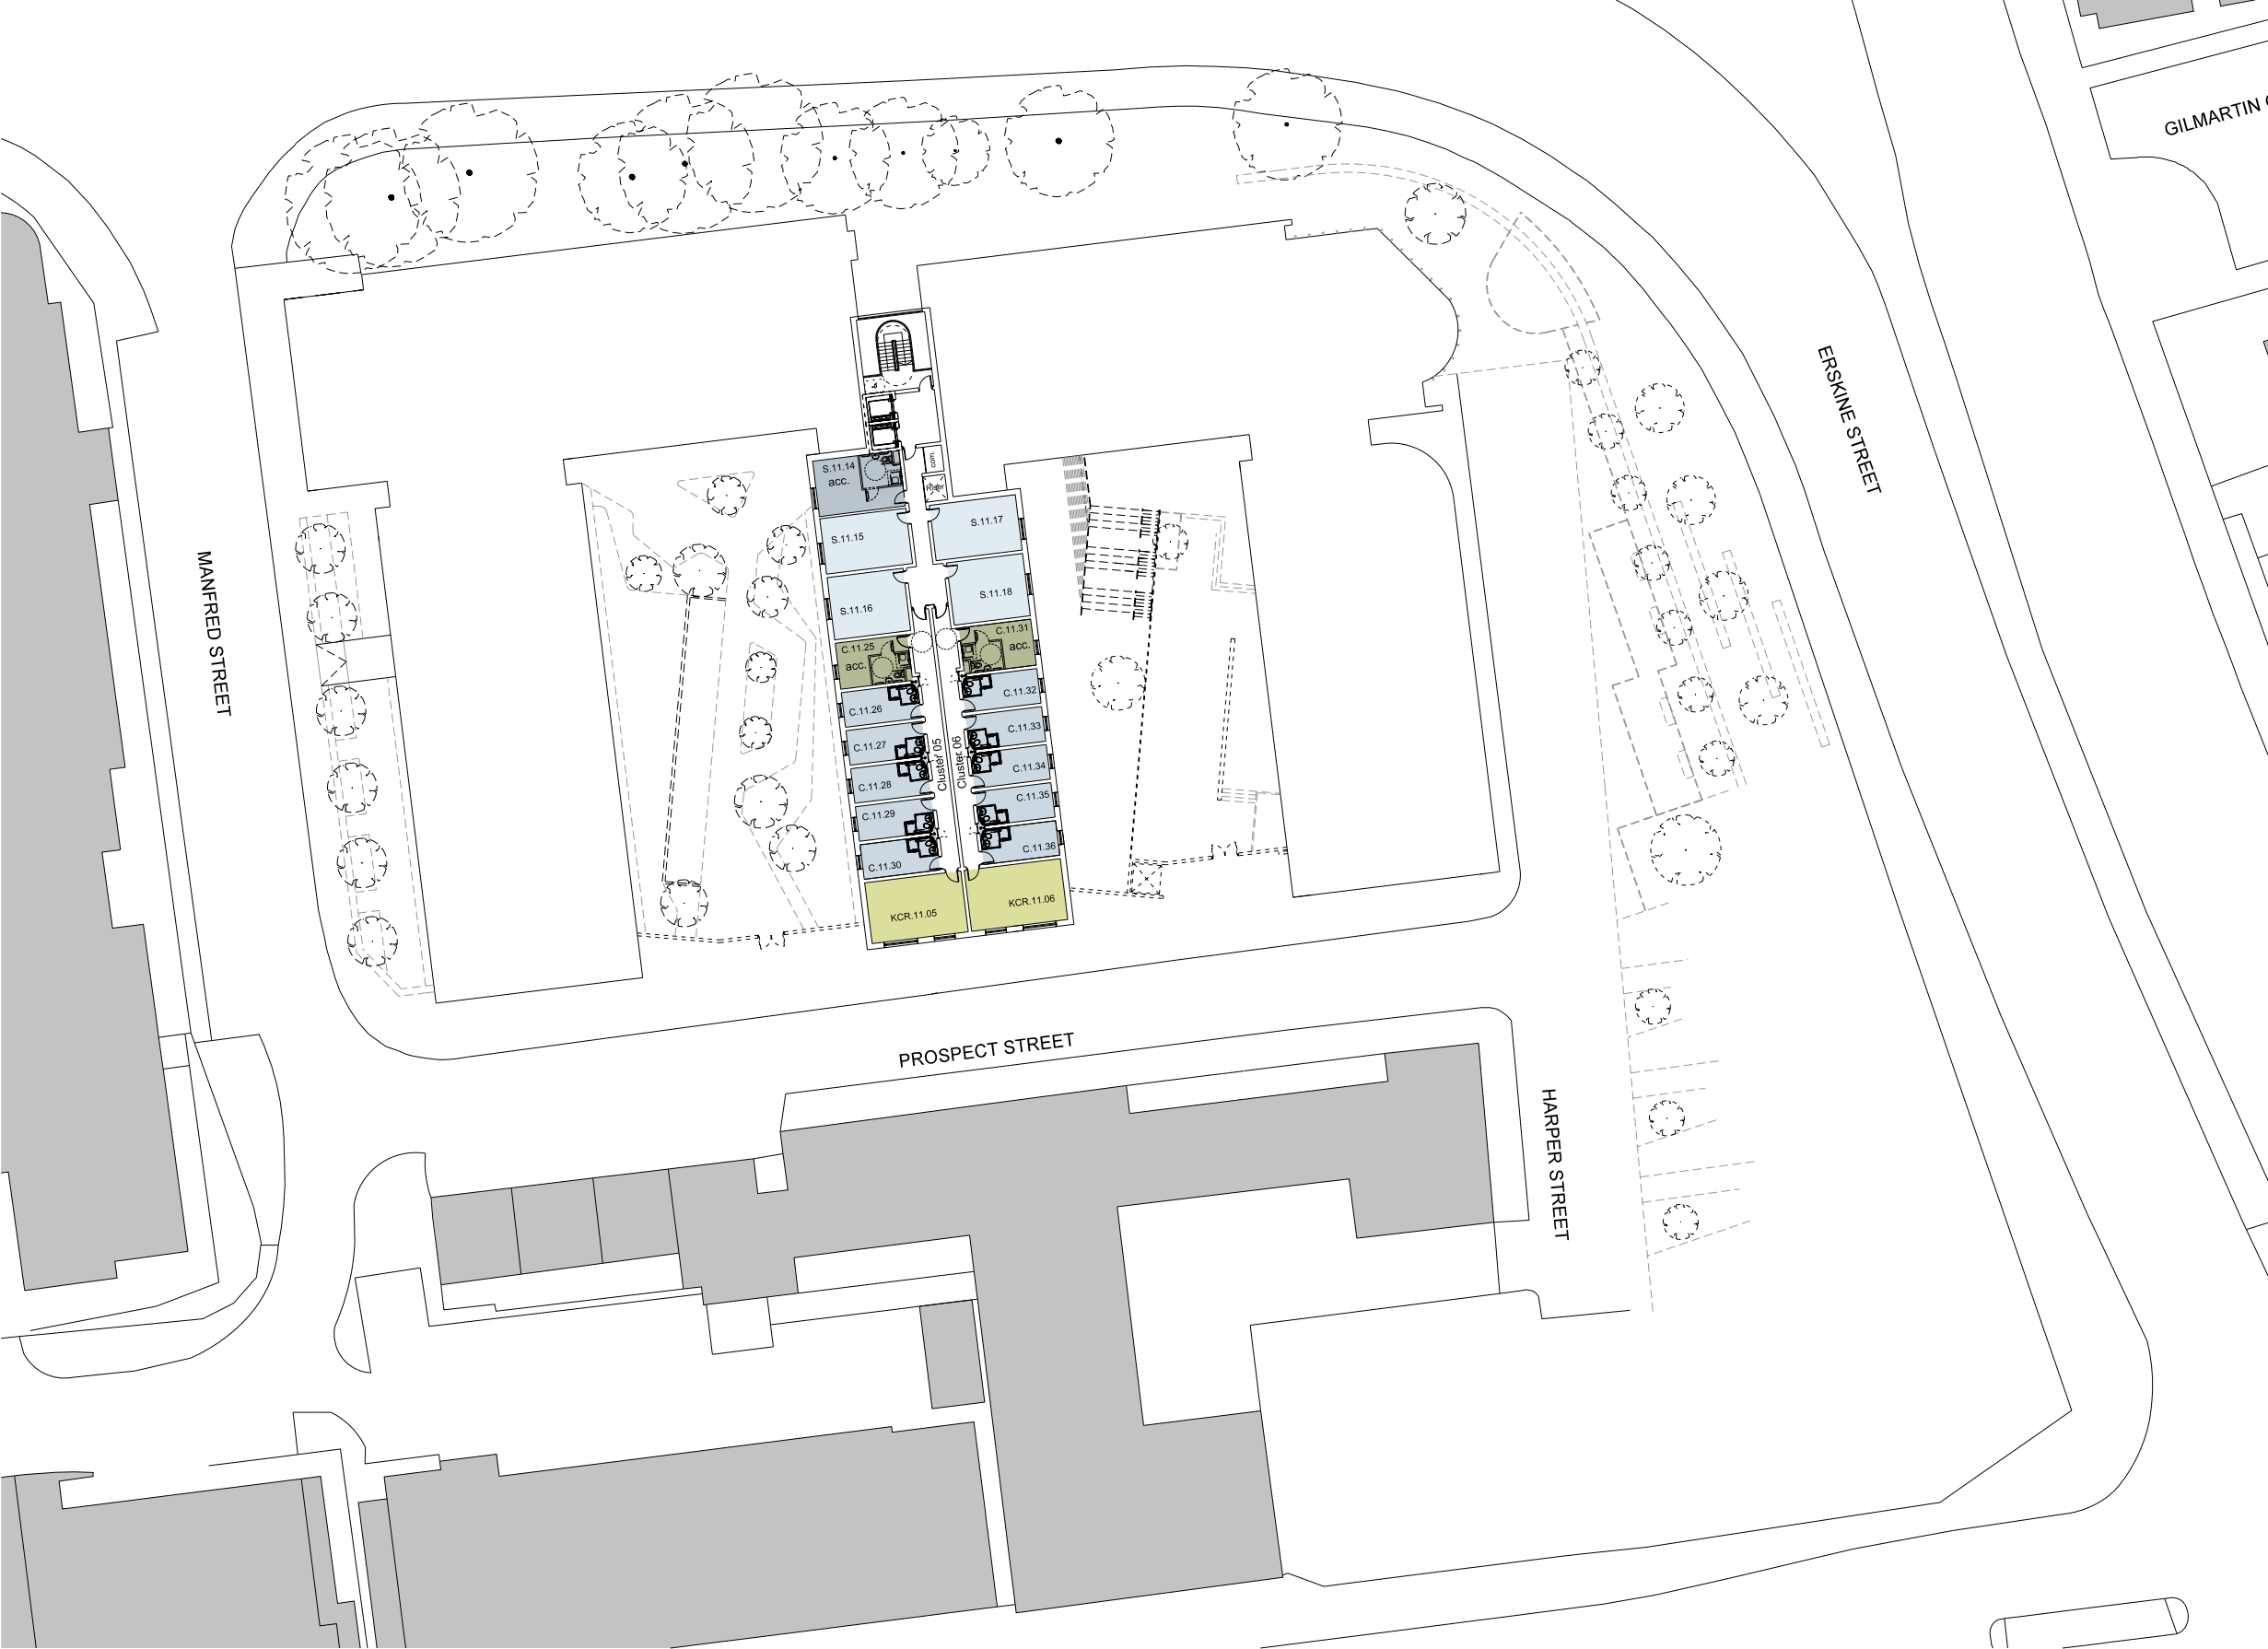 GILMARTIN
ERSKINE STREET
MANFRED STREET
S.11.14
acc.
com.
Riser
S.11.15
S.11.17
S.11.16
S.11.18
C.11.25
acc.
C.11.31
acc.
C.11.26
C.11.32
C.11.27
C.11.33
C.11.28
C.11.34
C.11.29
C.11.35
C.11.30
C.11.36
Cluster 05
Cluster 06
KCR.11.05
KCR.11.06
PROSPECT STREET
HARPER STREET